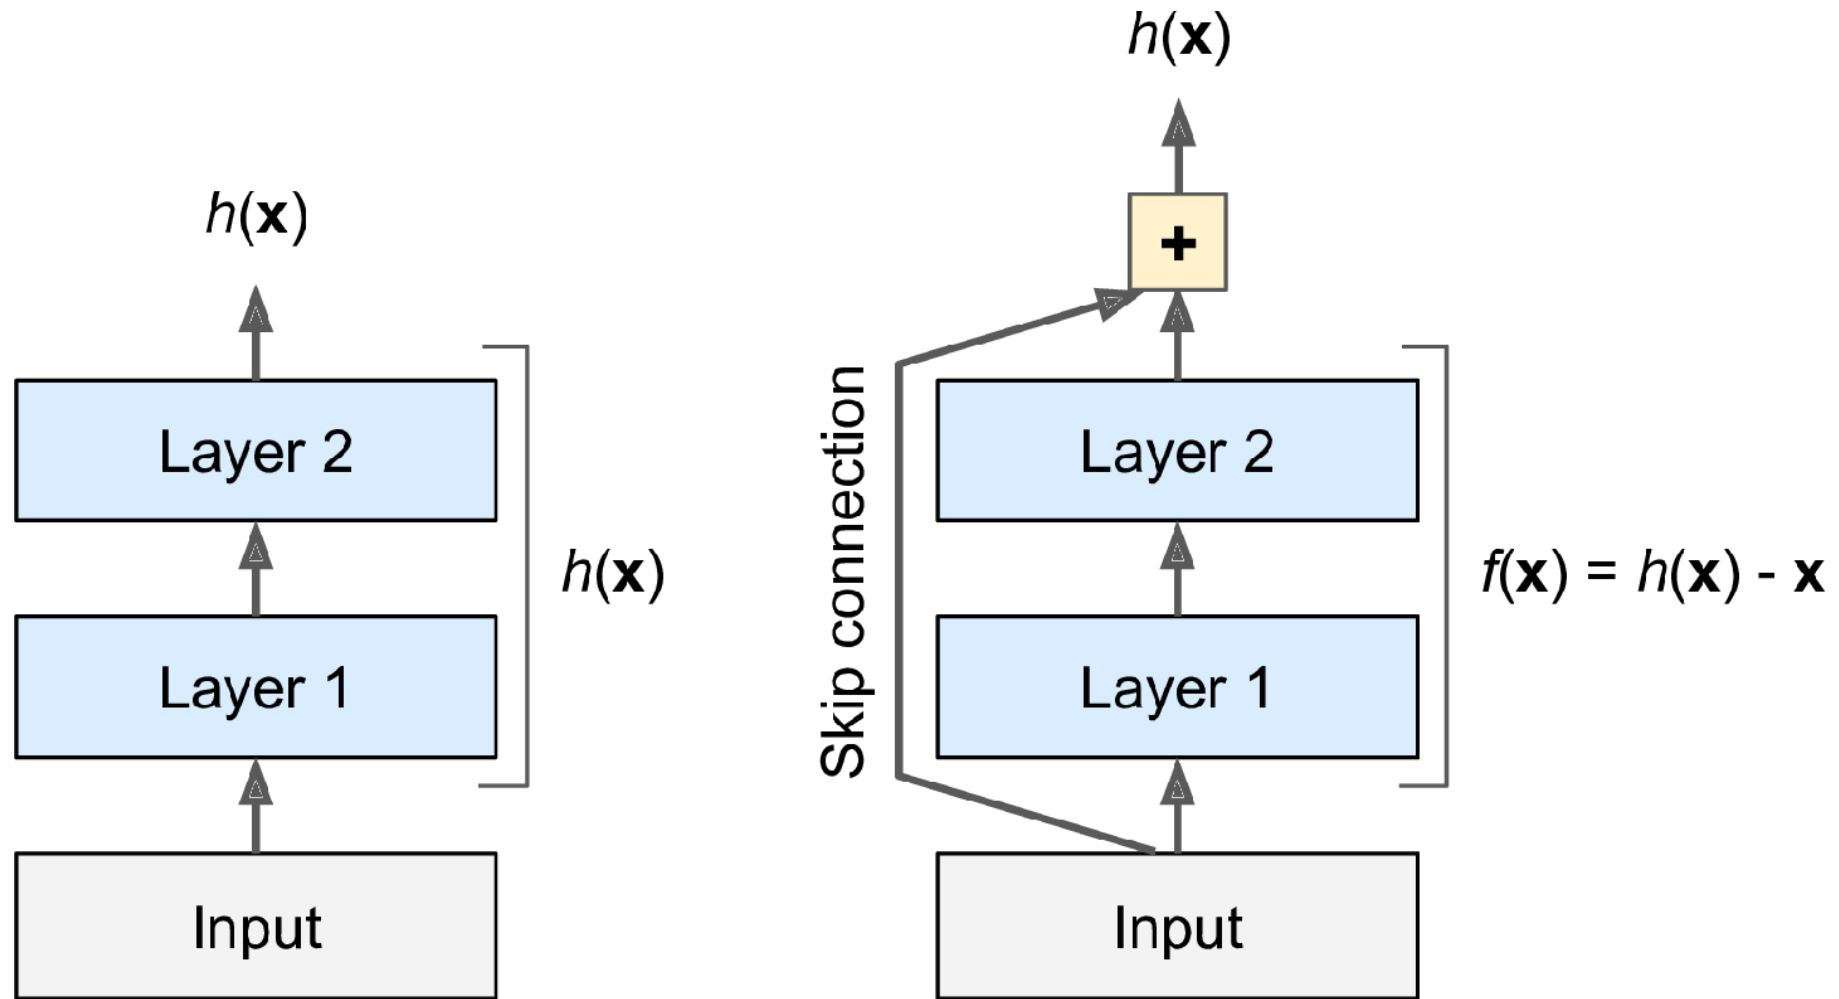 h(x)
Layer 2
Layer 1
h(x)
Input
h(x)
+
Skip connection
Layer 2
Layer 1
f(x) = h(x) - x
Input